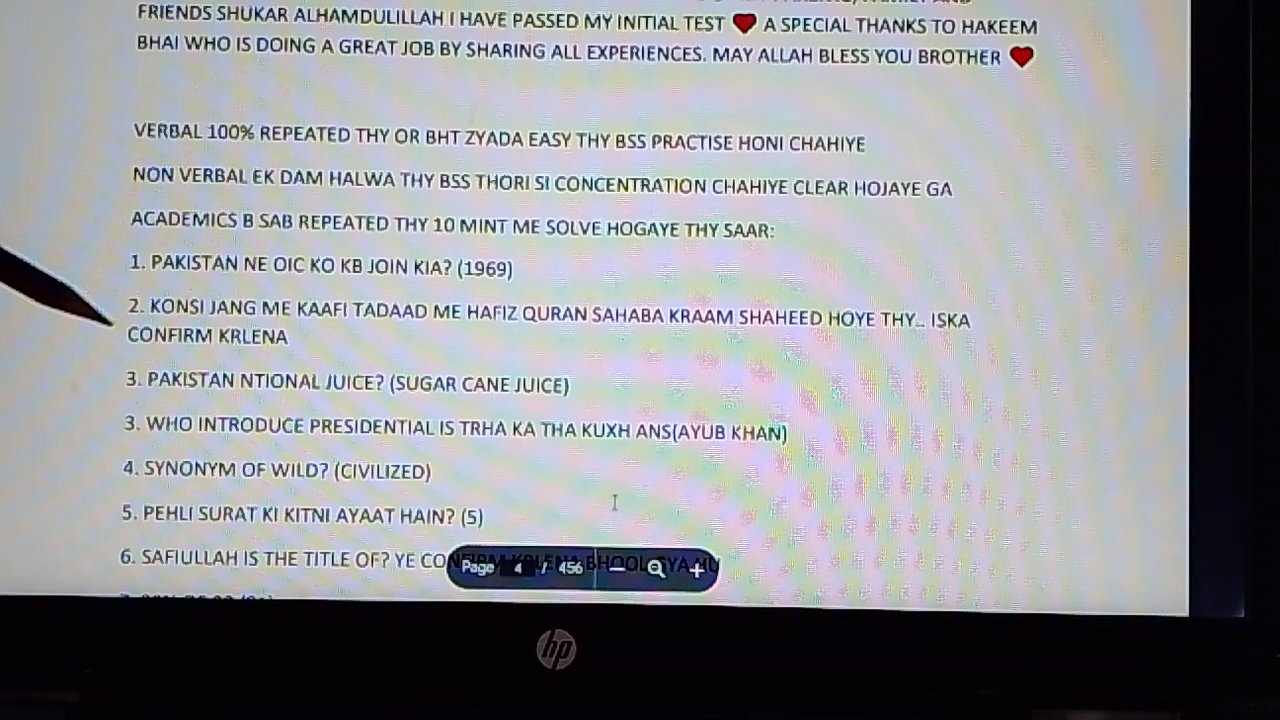 FRIENDS SHUKAR ALHAMDULILLAH I HAVE PASSED MY INITIAL TEST ❤ A SPECIAL THANKS TO HAKEEM
BHAI WHO IS DOING A GREAT JOB BY SHARING ALL EXPERIENCES. MAY ALLAH BLESS YOU BROTHER ❤
VERBAL 100% REPEATED THY OR BHT ZYADA EASY THY BSS PRACTISE HONI CHAHIYE
NON VERBAL EK DAM HALWA THY BSS THORI SI CONCENTRATION CHAHIYE CLEAR HOJAYE GA
ACADEMICS B SAB REPEATED THY 10 MINT ME SOLVE HOGAYE THY SAAR:
1. PAKISTAN NE OIC KO KB JOIN KIA? (1969)
2. KONSI JANG ME KAAFI TADAAD ME HAFIZ QURAN SAHABA KRAAM SHAHEED HOYE THY.. ISKA
CONFIRM KRLENA
3. PAKISTAN NTIONAL JUICE? (SUGAR CANE JUICE)
3. WHO INTRODUCE PRESIDENTIAL IS TRHA KA THA KUXH ANS(AYUB KHAN)
4. SYNONYM OF WILD? (CIVILIZED)
5. PEHLI SURAT KI KITNI AYAAT HAIN? (5)
6. SAFIULLAH IS THE TITLE OF? YE CONFIRM KRLENA BHOOL GYA HU
Page 4 / 456
hp